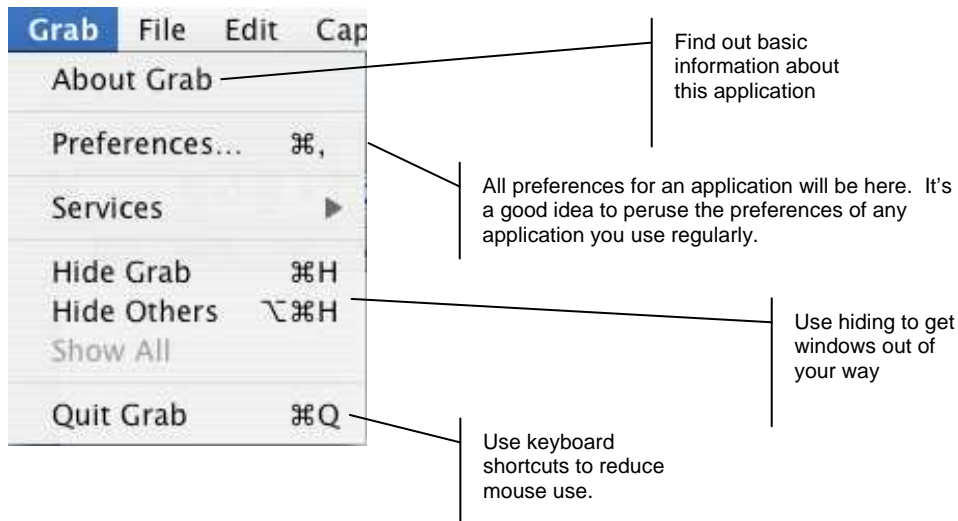 Grab File Edit Cap
About Grab
Preferences... ⌘,
Services ▶
Hide Grab ⌘H
Hide Others ⌥⌘H
Show All
Quit Grab ⌘Q
Find out basic
information about
this application
All preferences for an application will be here. It's
a good idea to peruse the preferences of any
application you use regularly.
Use hiding to get
windows out of
your way
Use keyboard
shortcuts to reduce
mouse use.